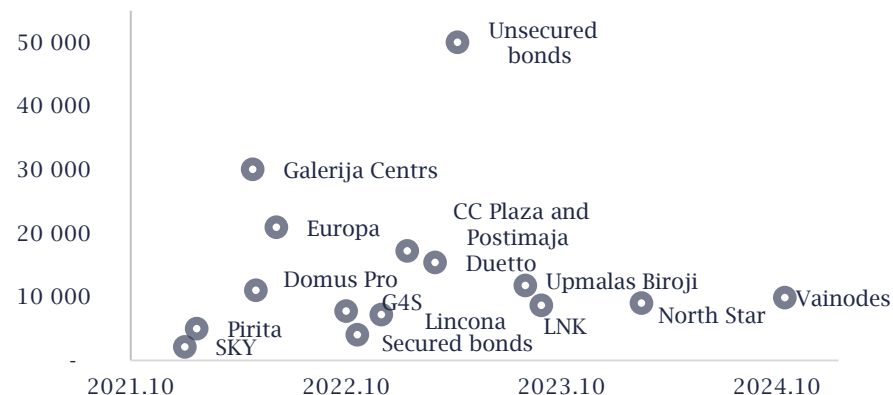 50 000
Unsecured
bonds
40 000
30 000
Galerija Centrs
20 000
Europa
CC Plaza and
Postimaja
Duetto
10 000
Domus Pro
G4S
Upmalas Biroji
Vainodes
Pirita
Lincona
LNK
North Star
SKY
Secured bonds
-
2021.10
2022.10
2023.10
2024.10